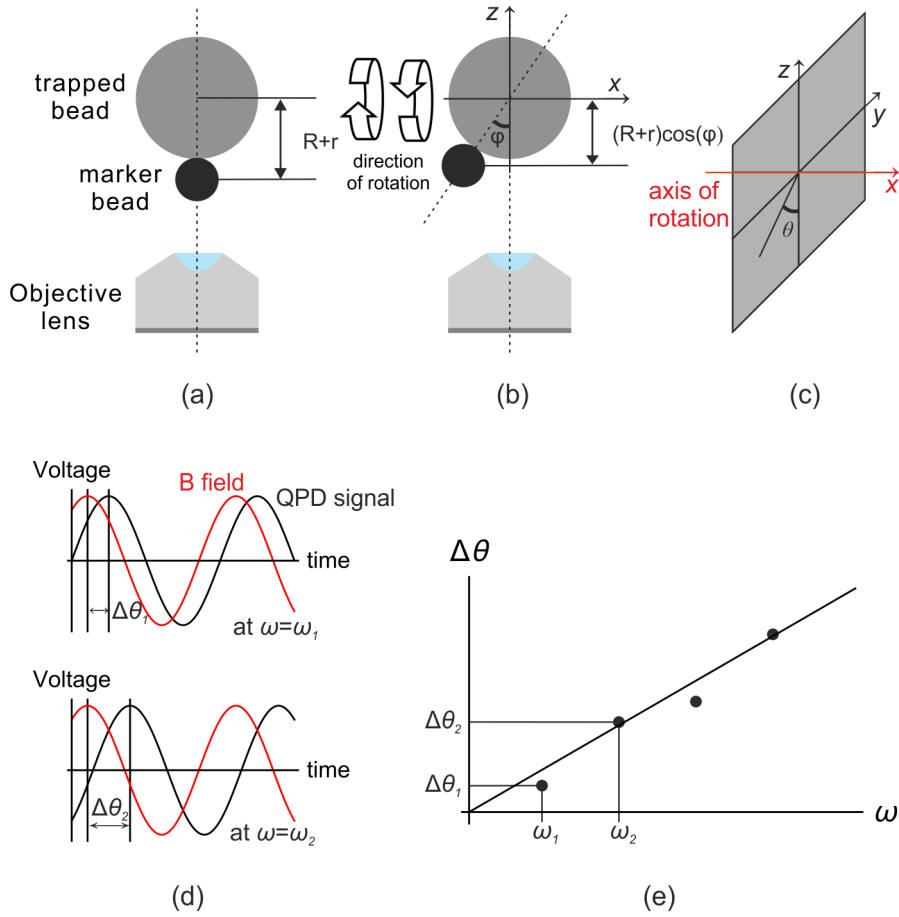 trapped
bead
marker
bead
R+r
Objective
lens
(a)
z
x
φ
direction
of rotation
(R+r)cos(φ)
(b)
z
y
x
axis of
rotation
θ
(c)
Voltage
B field
QPD signal
time
Δθ1
at ω=ω1
Voltage
time
Δθ2
at ω=ω2
(d)
Δθ
Δθ2
Δθ1
ω1
ω2
ω
(e)